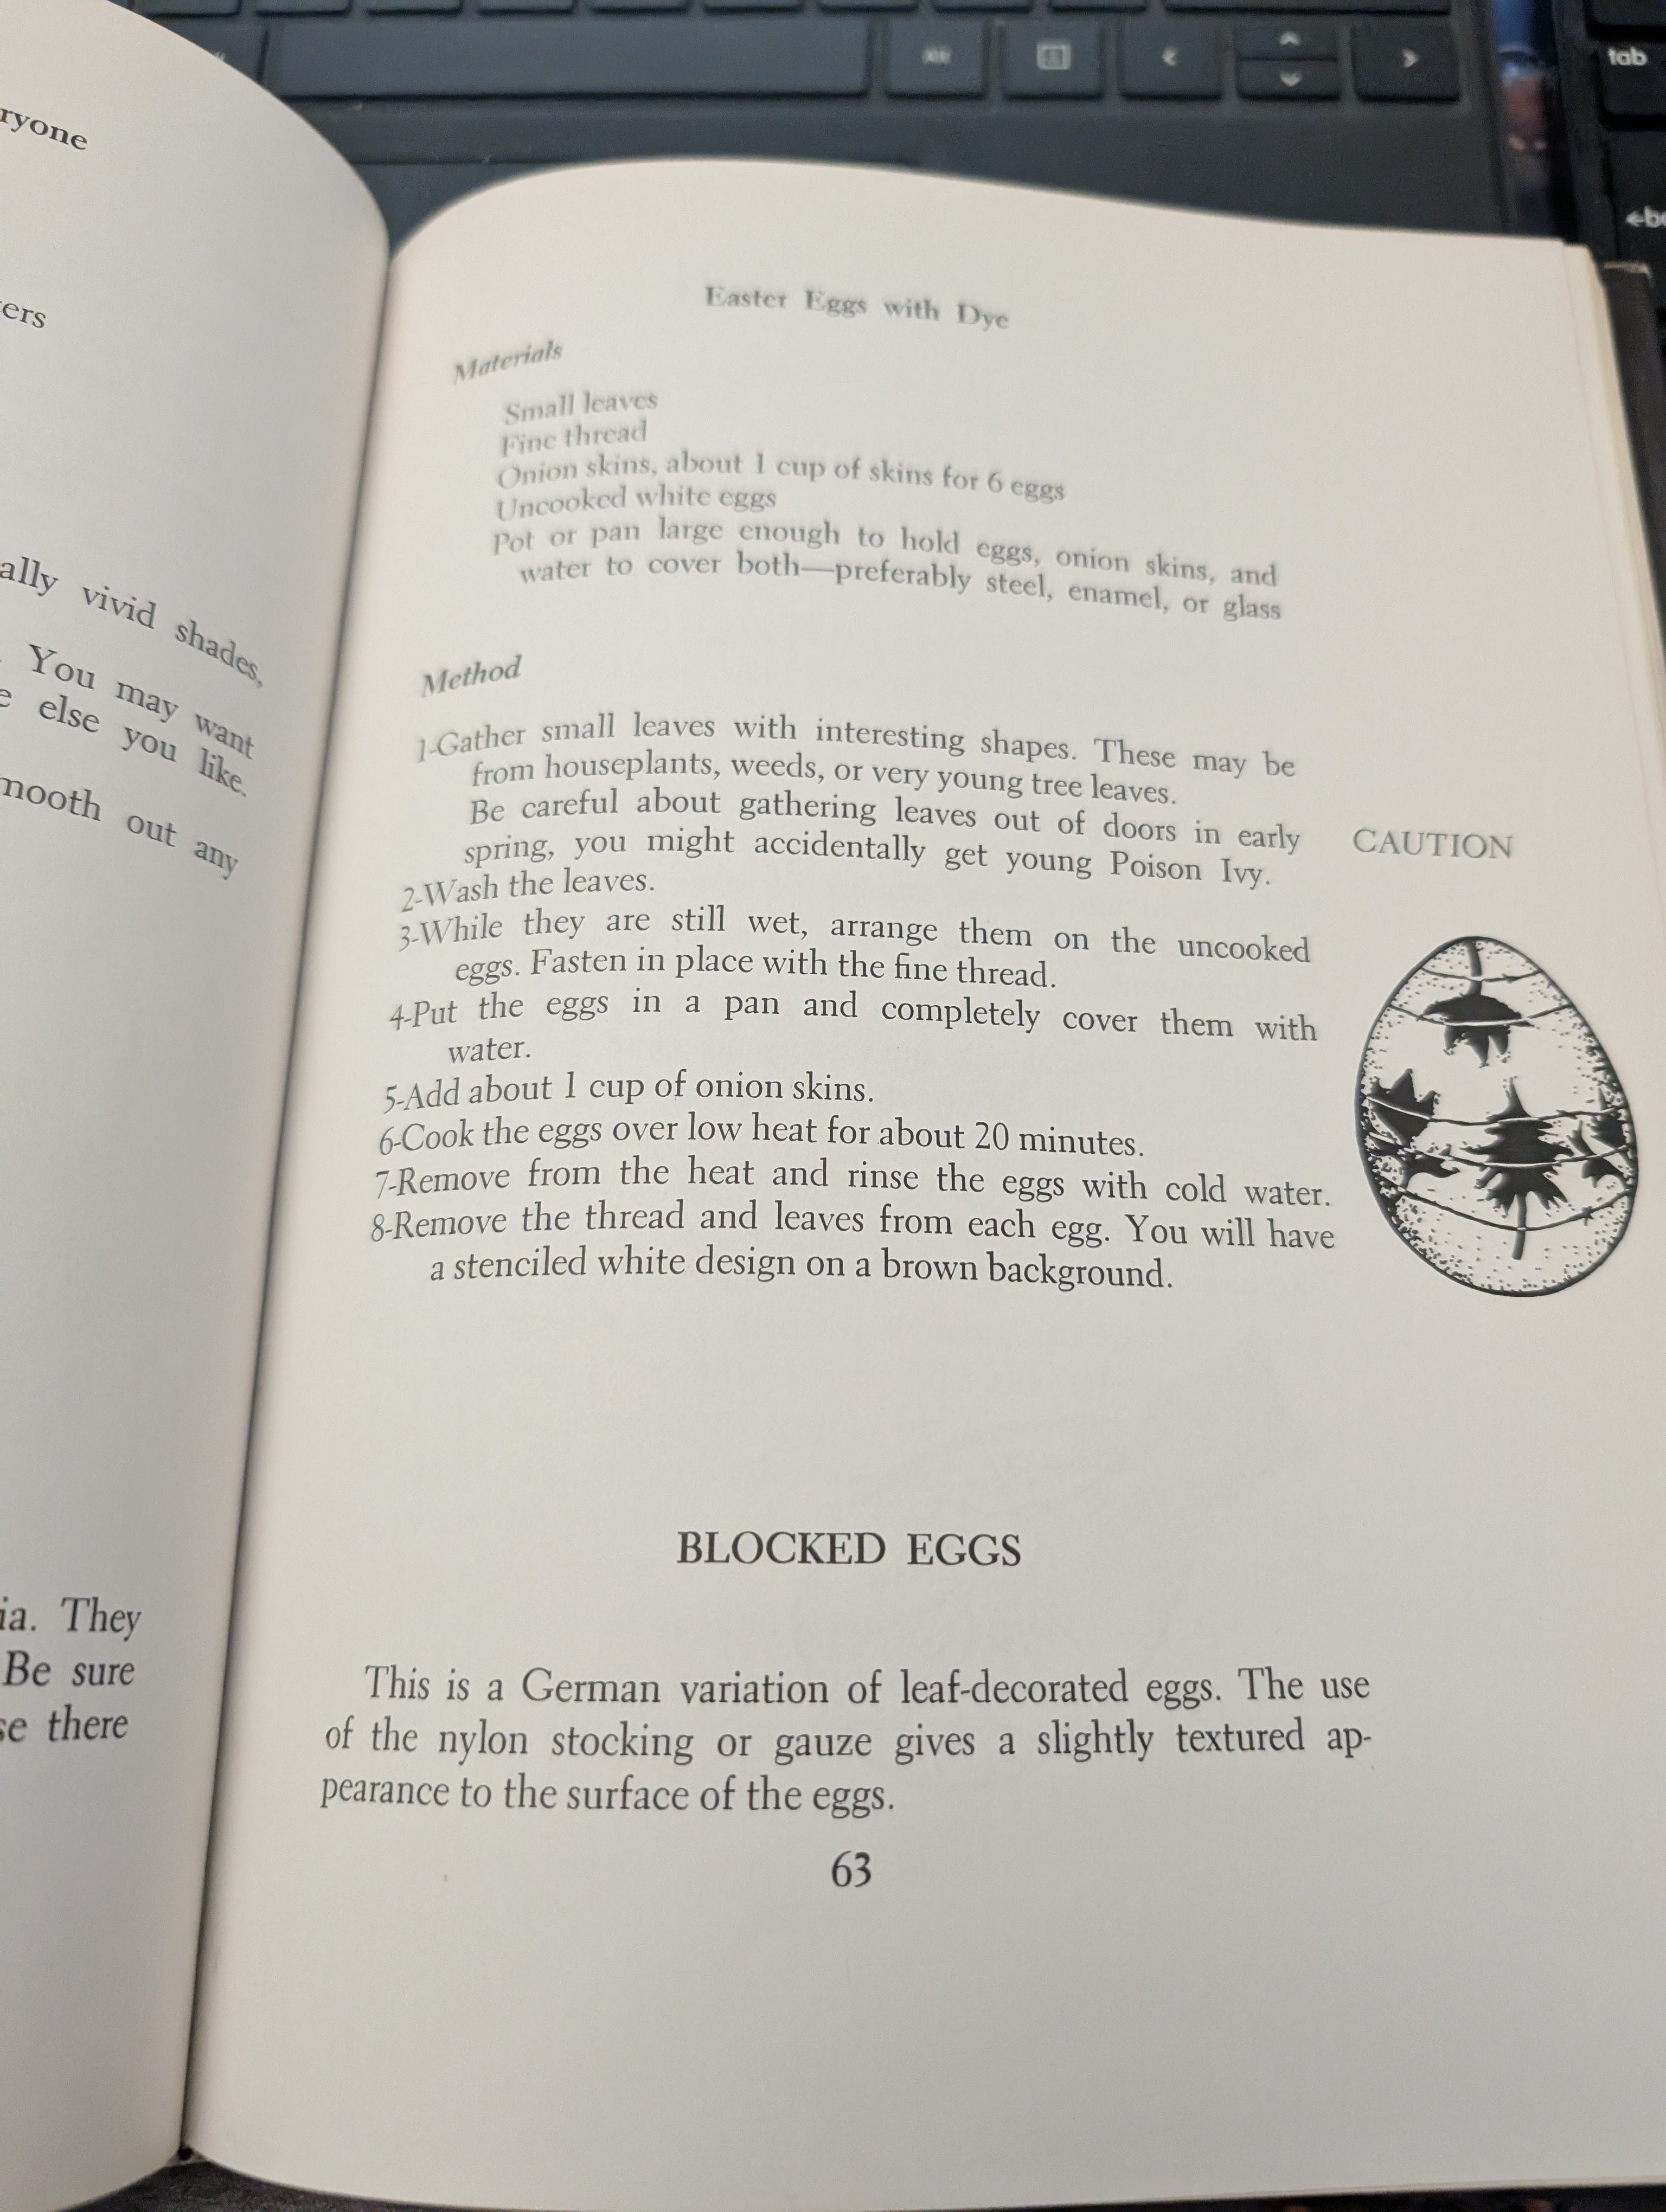 ryone
ers
ally vivid shades,
. You may want
e else you like.
mooth out any
ia. They
Be sure
se there
Easter Eggs with Dye
Materials
Small leaves
Fine thread
Onion skins, about 1 cup of skins for 6 eggs
Uncooked white eggs
Pot or pan large enough to hold eggs, onion skins, and
water to cover both—preferably steel, enamel, or glass
Method
1-Gather small leaves with interesting shapes. These may be
from houseplants, weeds, or very young tree leaves.
Be careful about gathering leaves out of doors in early
spring, you might accidentally get young Poison Ivy.
CAUTION
2-Wash the leaves.
3-While they are still wet, arrange them on the uncooked
eggs. Fasten in place with the fine thread.
4-Put the eggs in a pan and completely cover them with
water.
5-Add about 1 cup of onion skins.
6-Cook the eggs over low heat for about 20 minutes.
7-Remove from the heat and rinse the eggs with cold water.
8-Remove the thread and leaves from each egg. You will have
a stenciled white design on a brown background.
BLOCKED EGGS
This is a German variation of leaf-decorated eggs. The use
of the nylon stocking or gauze gives a slightly textured ap-
pearance to the surface of the eggs.
63
Alt
tab